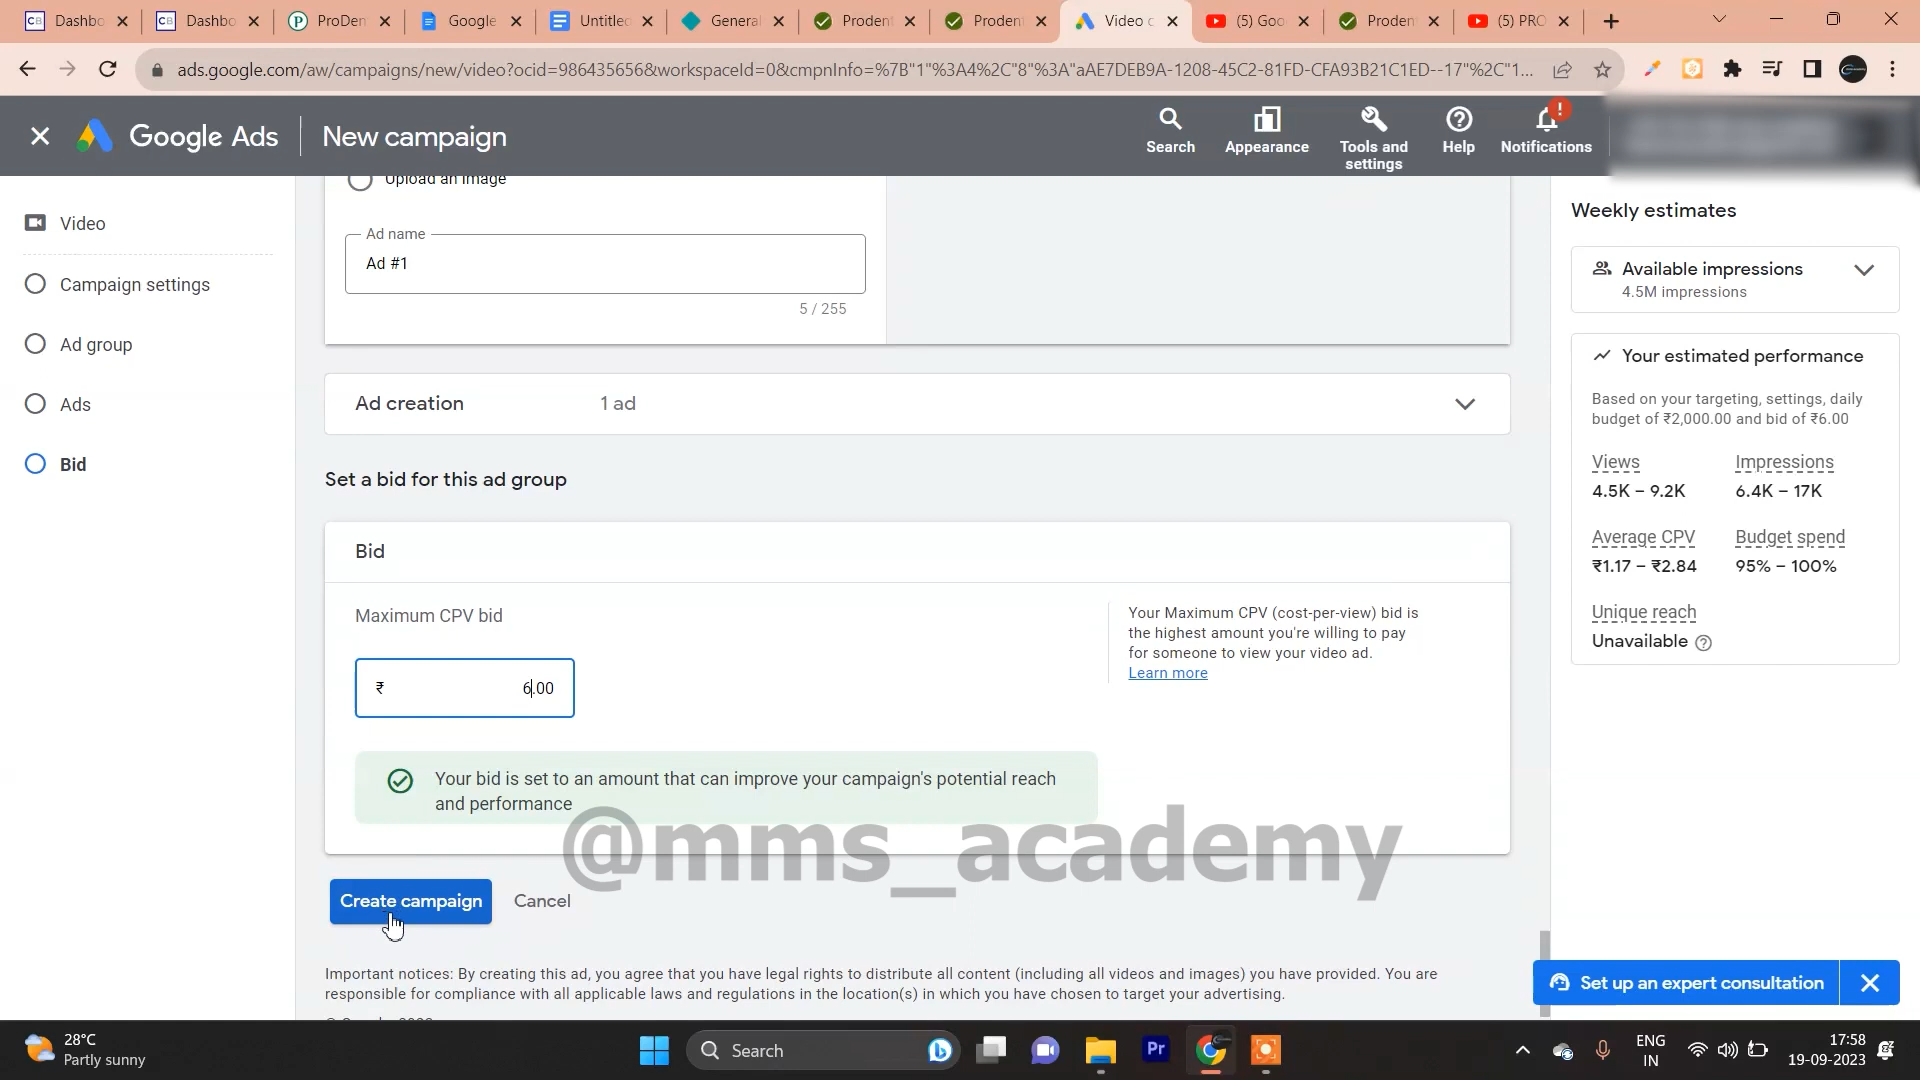 Dashbo
Dashbo
ProDen
Google
Untitle
General
Prodent
Prodent
Video c
(5) Goo
Prodent
(5) PRO
ads.google.com/aw/campaigns/new/video?ocid=986435656&workspaceId=0&cmpnInfo=%7B"1"%3A4%2C"8"%3A"aAE7DEB9A-1208-45C2-81FD-CFA93B21C1ED--17"%2C"1...
Google Ads
New campaign
Search
Appearance
Tools and settings
Help
Notifications
Video
Campaign settings
Ad group
Ads
Bid
Upload an image
Ad name
Ad #1
5 / 255
Ad creation
1 ad
Set a bid for this ad group
Bid
Maximum CPV bid
₹ 6.00
Your Maximum CPV (cost-per-view) bid is
the highest amount you're willing to pay
for someone to view your video ad.
Learn more
Your bid is set to an amount that can improve your campaign's potential reach
and performance
@mms_academy
Create campaign
Cancel
Important notices: By creating this ad, you agree that you have legal rights to distribute all content (including all videos and images) you have provided. You are
responsible for compliance with all applicable laws and regulations in the location(s) in which you have chosen to target your advertising.
Weekly estimates
Available impressions
4.5M impressions
Your estimated performance
Based on your targeting, settings, daily
budget of ₹2,000.00 and bid of ₹6.00
Views
Impressions
4.5K – 9.2K
6.4K – 17K
Average CPV
Budget spend
₹1.17 – ₹2.84
95% – 100%
Unique reach
Unavailable
Set up an expert consultation
28°C
Partly sunny
Search
Pr
ENG
IN
17:58
19-09-2023